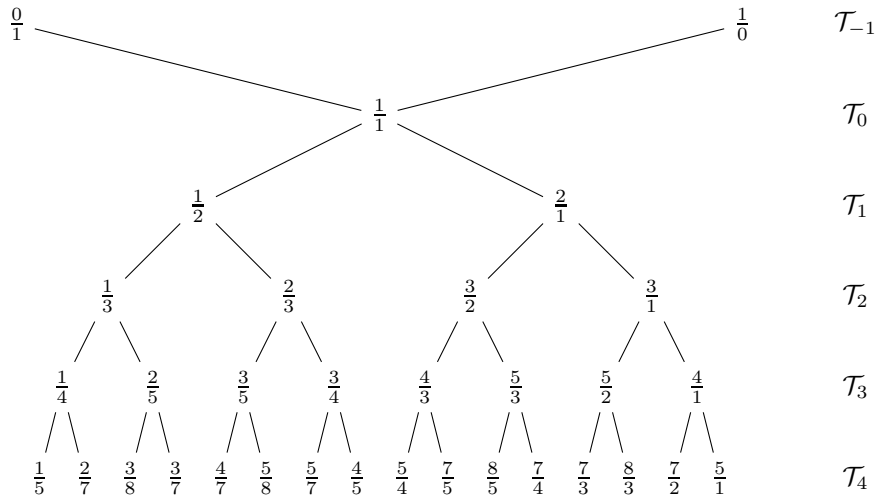 0/1 1/0 𝒯₋₁
1/1 𝒯₀
1/2 2/1 𝒯₁
1/3 2/3 3/2 3/1 𝒯₂
1/4 2/5 3/5 3/4 4/3 5/3 5/2 4/1 𝒯₃
1/5 2/7 3/8 3/7 4/7 5/8 5/7 4/5 5/4 7/5 8/5 7/4 7/3 8/3 7/2 5/1 𝒯₄